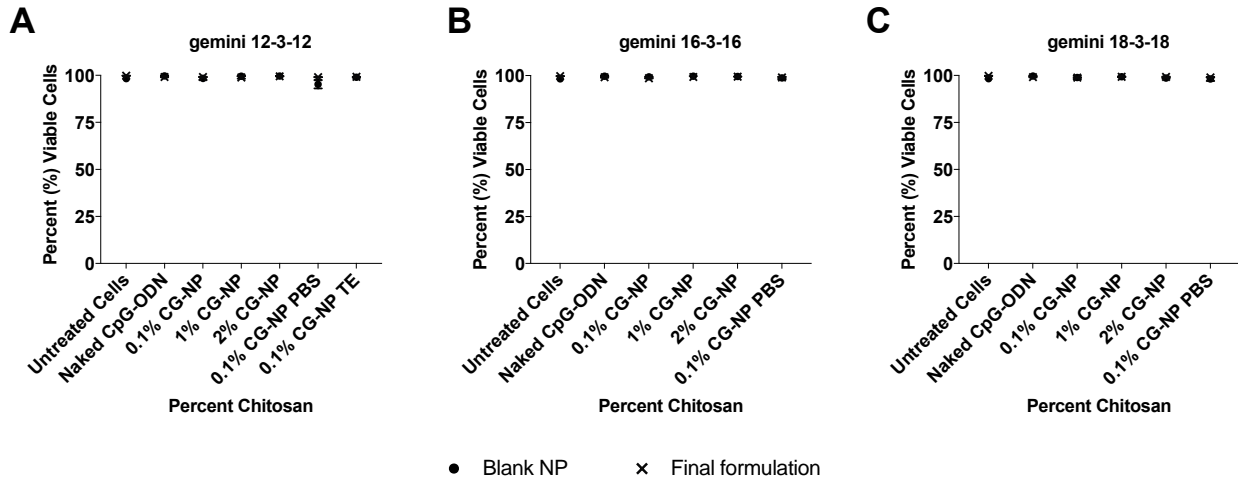 A
gemini 12-3-12
Percent (%) Viable Cells
100
75
50
25
0
Untreated Cells
Naked CpG-ODN
0.1% CG-NP
1% CG-NP
2% CG-NP
0.1% CG-NP PBS
0.1% CG-NP TE
Percent Chitosan
B
gemini 16-3-16
Percent (%) Viable Cells
100
75
50
25
0
Untreated Cells
Naked CpG-ODN
0.1% CG-NP
1% CG-NP
2% CG-NP
0.1% CG-NP PBS
Percent Chitosan
C
gemini 18-3-18
Percent (%) Viable Cells
100
75
50
25
0
Untreated Cells
Naked CpG-ODN
0.1% CG-NP
1% CG-NP
2% CG-NP
0.1% CG-NP PBS
Percent Chitosan
Blank NP
Final formulation